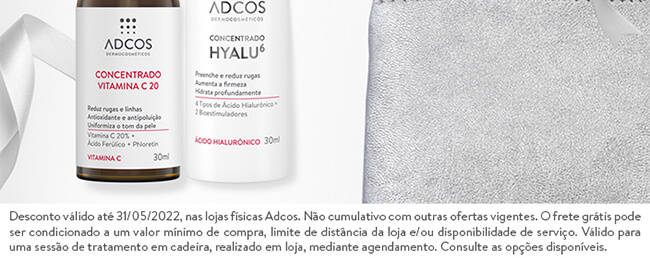 ADCOS
DERMOCOSMÉTICOS
CONCENTRADO
VITAMINA C 20
Reduz rugas e linhas
Antioxidante e antipoluição
Uniformiza o tom da pele
Vitamina C 20% +
Ácido Ferúlico + Phloretin
VITAMINA C 30ml
ADCOS
DERMOCOSMÉTICOS
CONCENTRADO
HYALU6
Preenche e reduz rugas
Aumenta a firmeza
Hidrata profundamente
4 Tipos de Ácido Hialurônico +
2 Bioestimuladores
ÁCIDO HIALURÔNICO 30ml
Desconto válido até 31/05/2022, nas lojas físicas Adcos. Não cumulativo com outras ofertas vigentes. O frete grátis pode
ser condicionado a um valor mínimo de compra, limite de distância da loja e/ou disponibilidade de serviço. Válido para
uma sessão de tratamento em cadeira, realizado em loja, mediante agendamento. Consulte as opções disponíveis.